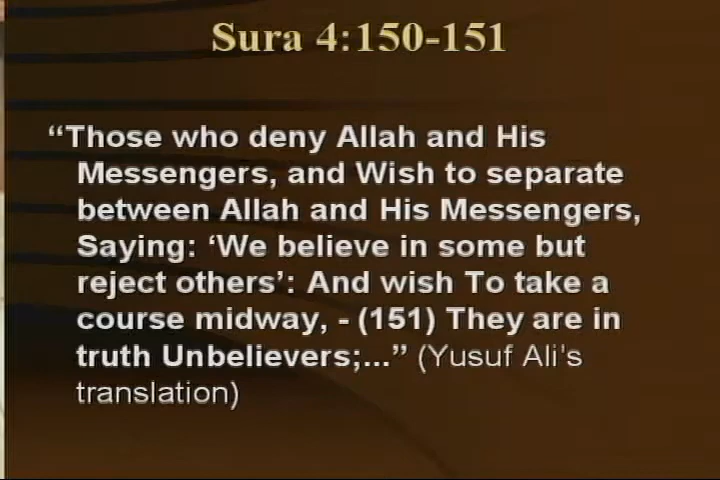 Sura 4:150-151
“Those who deny Allah and His
Messengers, and Wish to separate
between Allah and His Messengers,
Saying: ‘We believe in some but
reject others’: And wish To take a
course midway, - (151) They are in
truth Unbelievers;...” (Yusuf Ali's
translation)